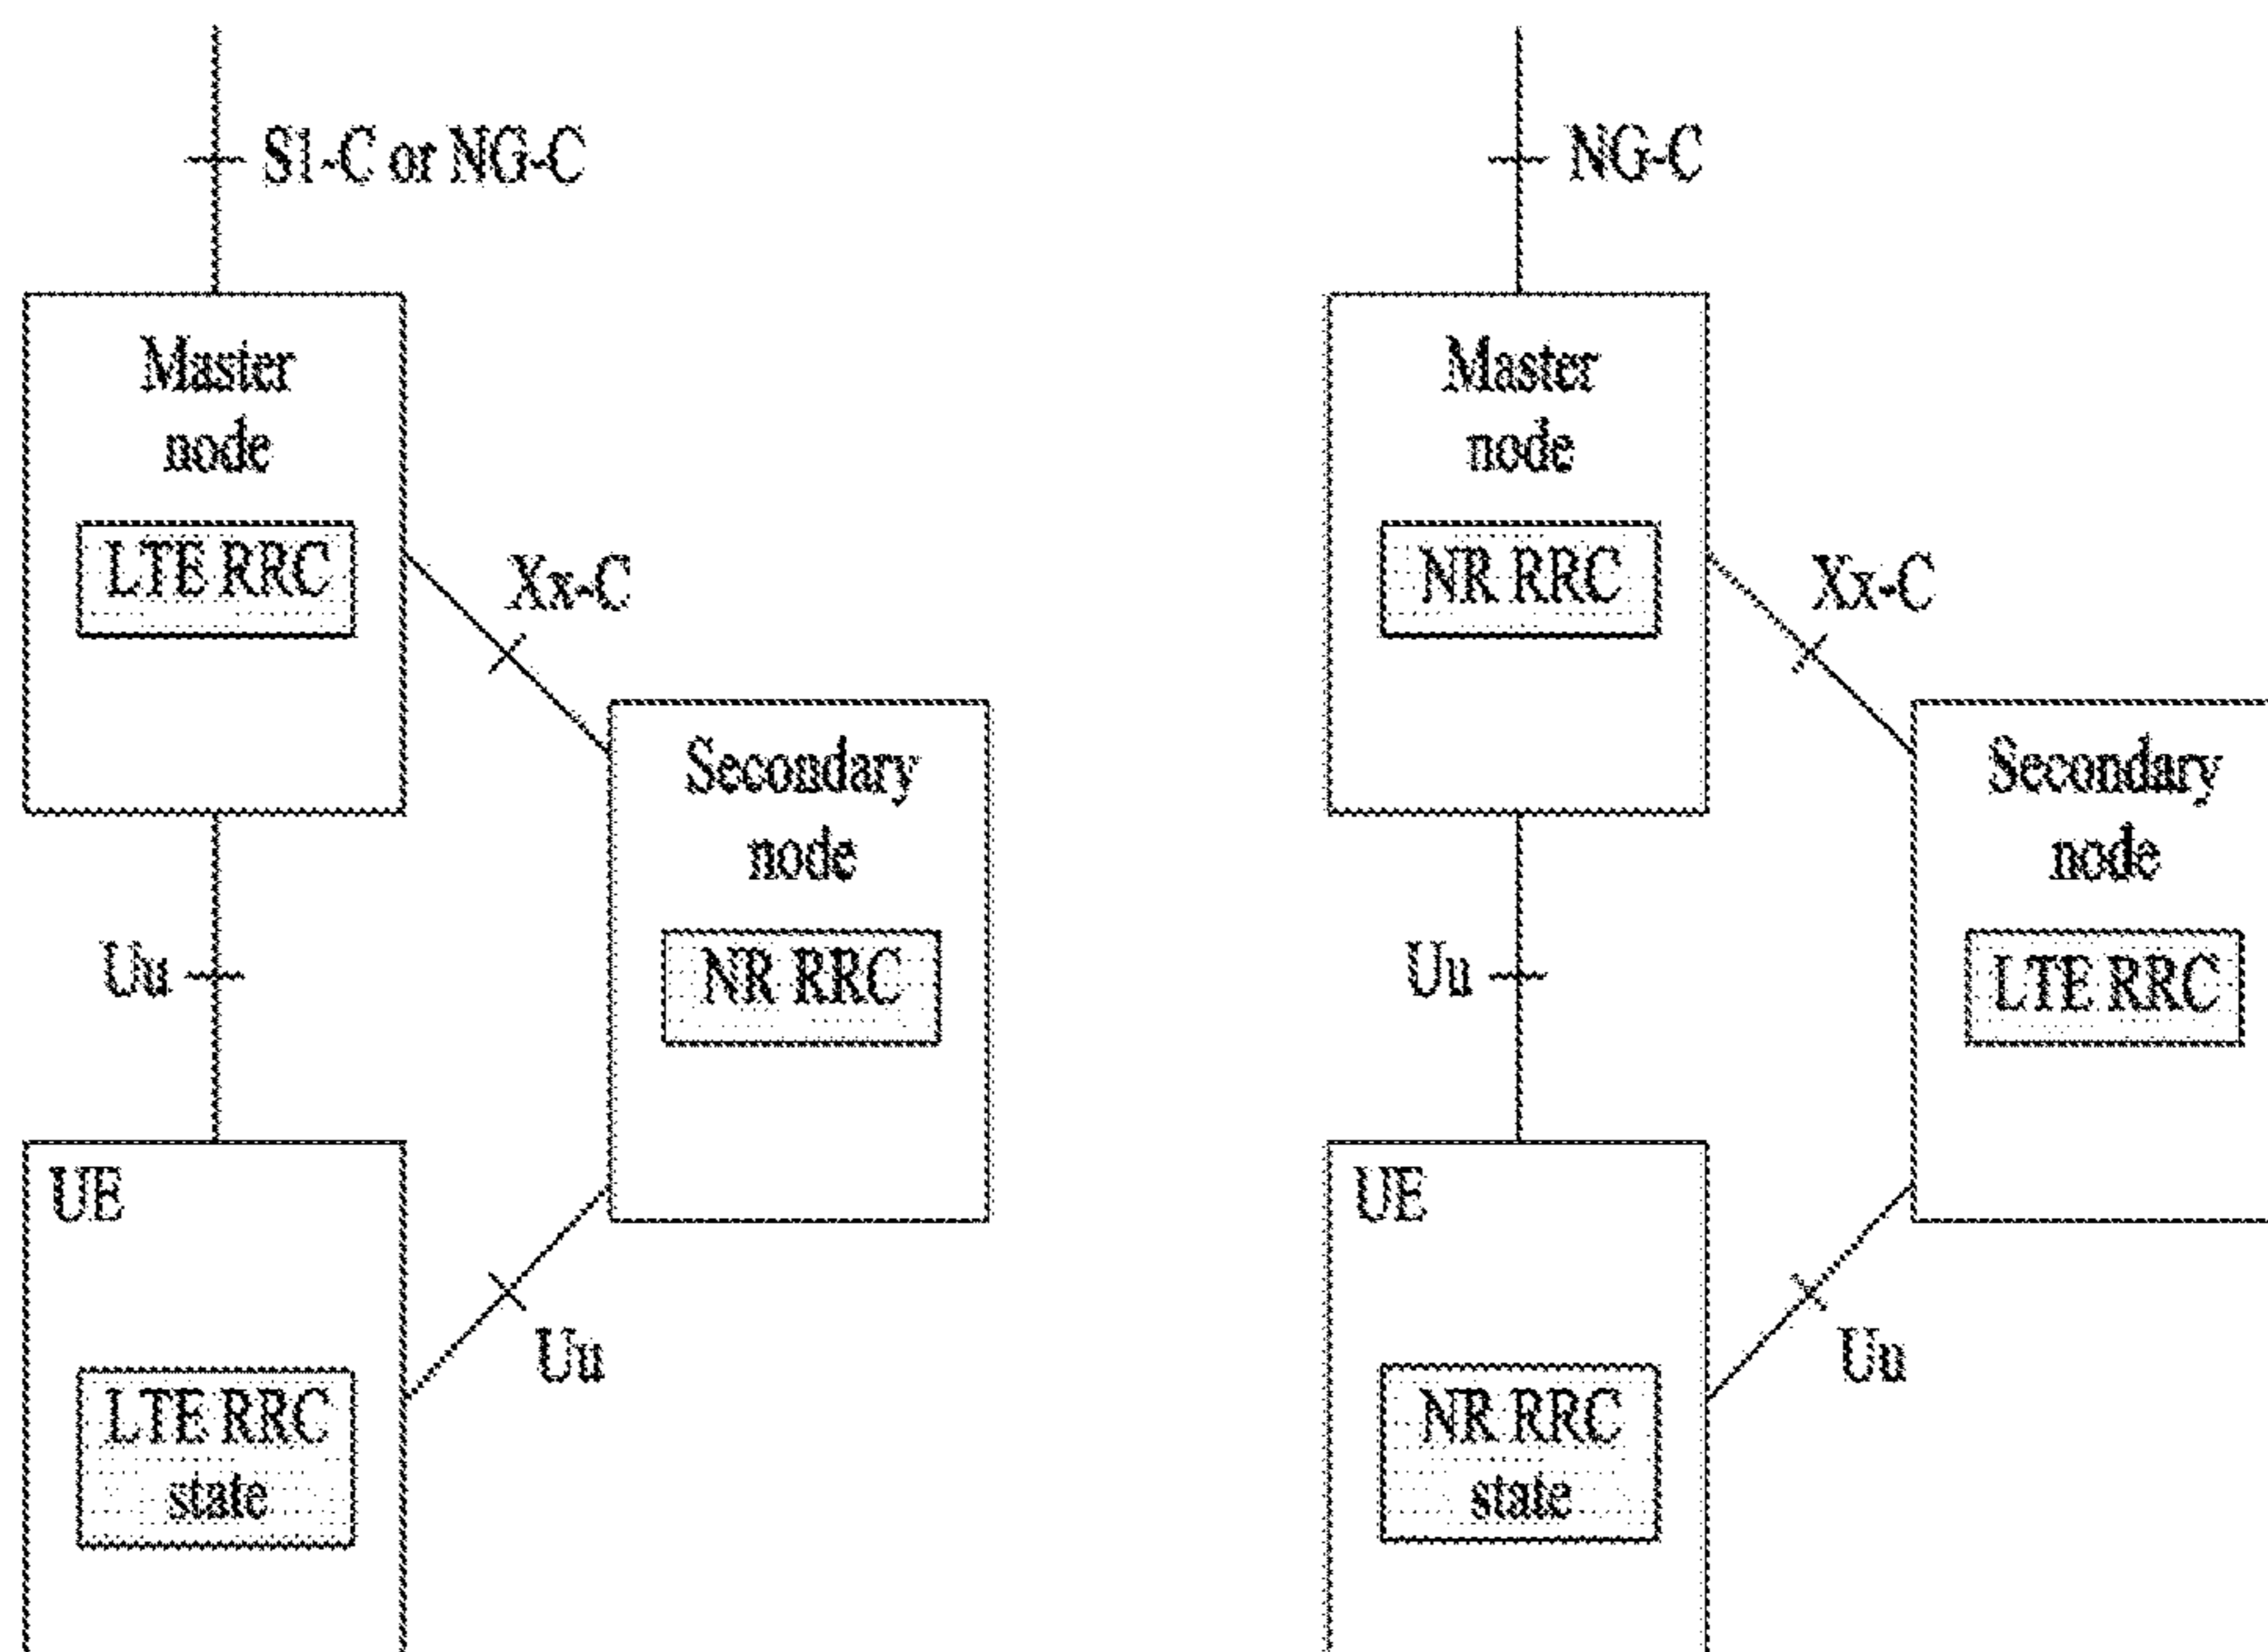 S1-C or NG-C
Master
node
LTE RRC
Xx-C
Secondary
node
NR RRC
Uu
UE
Uu
LTE RRC
state
NG-C
Master
node
NR RRC
Xx-C
Secondary
node
LTE RRC
Uu
UE
Uu
NR RRC
state